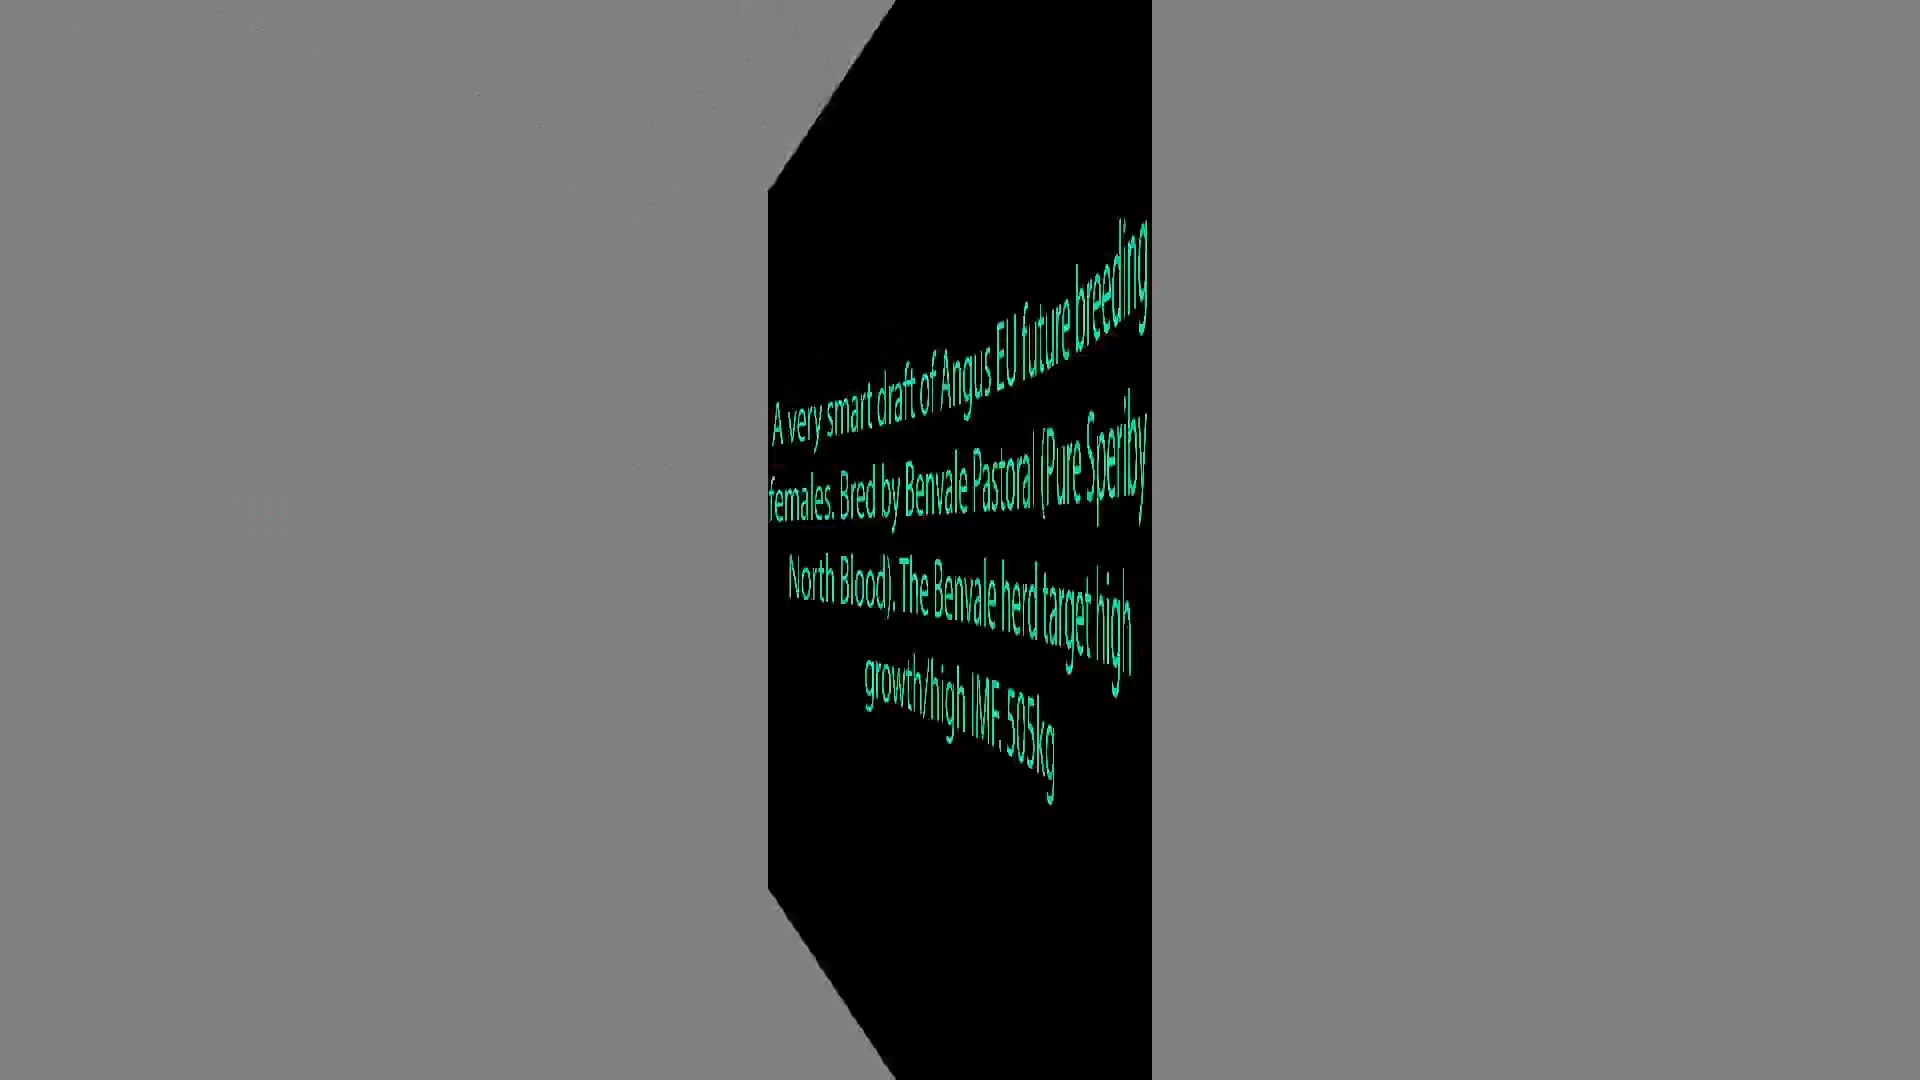 A very smart draft of Angus EU future breeding
females. Bred by Benvale Pastoral (Pure Speriby
North Blood). The Benvale herd target high
growth/high IMF. 505kg